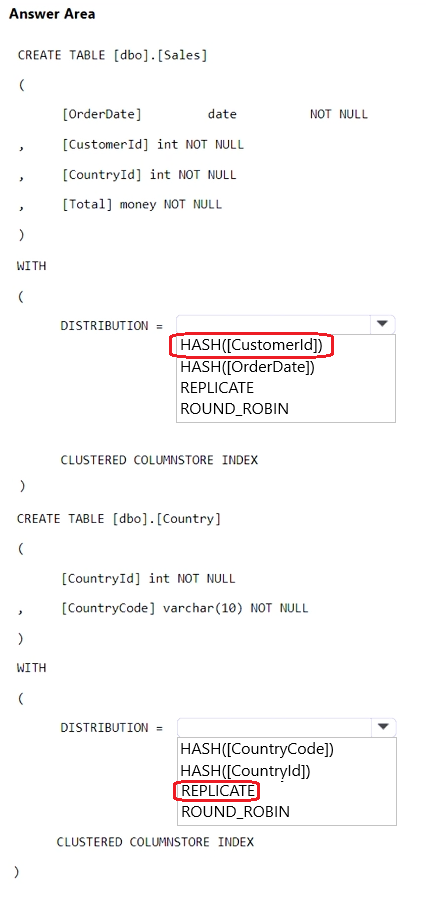 Answer Area
CREATE TABLE [dbo].[Sales]
(
[OrderDate] date NOT NULL
, [CustomerId] int NOT NULL
, [CountryId] int NOT NULL
, [Total] money NOT NULL
)
WITH
(
DISTRIBUTION =
HASH([CustomerId])
HASH([OrderDate])
REPLICATE
ROUND_ROBIN
CLUSTERED COLUMNSTORE INDEX
)
CREATE TABLE [dbo].[Country]
(
[CountryId] int NOT NULL
, [CountryCode] varchar(10) NOT NULL
)
WITH
(
DISTRIBUTION =
HASH([CountryCode])
HASH([CountryId])
REPLICATE
ROUND_ROBIN
CLUSTERED COLUMNSTORE INDEX
)